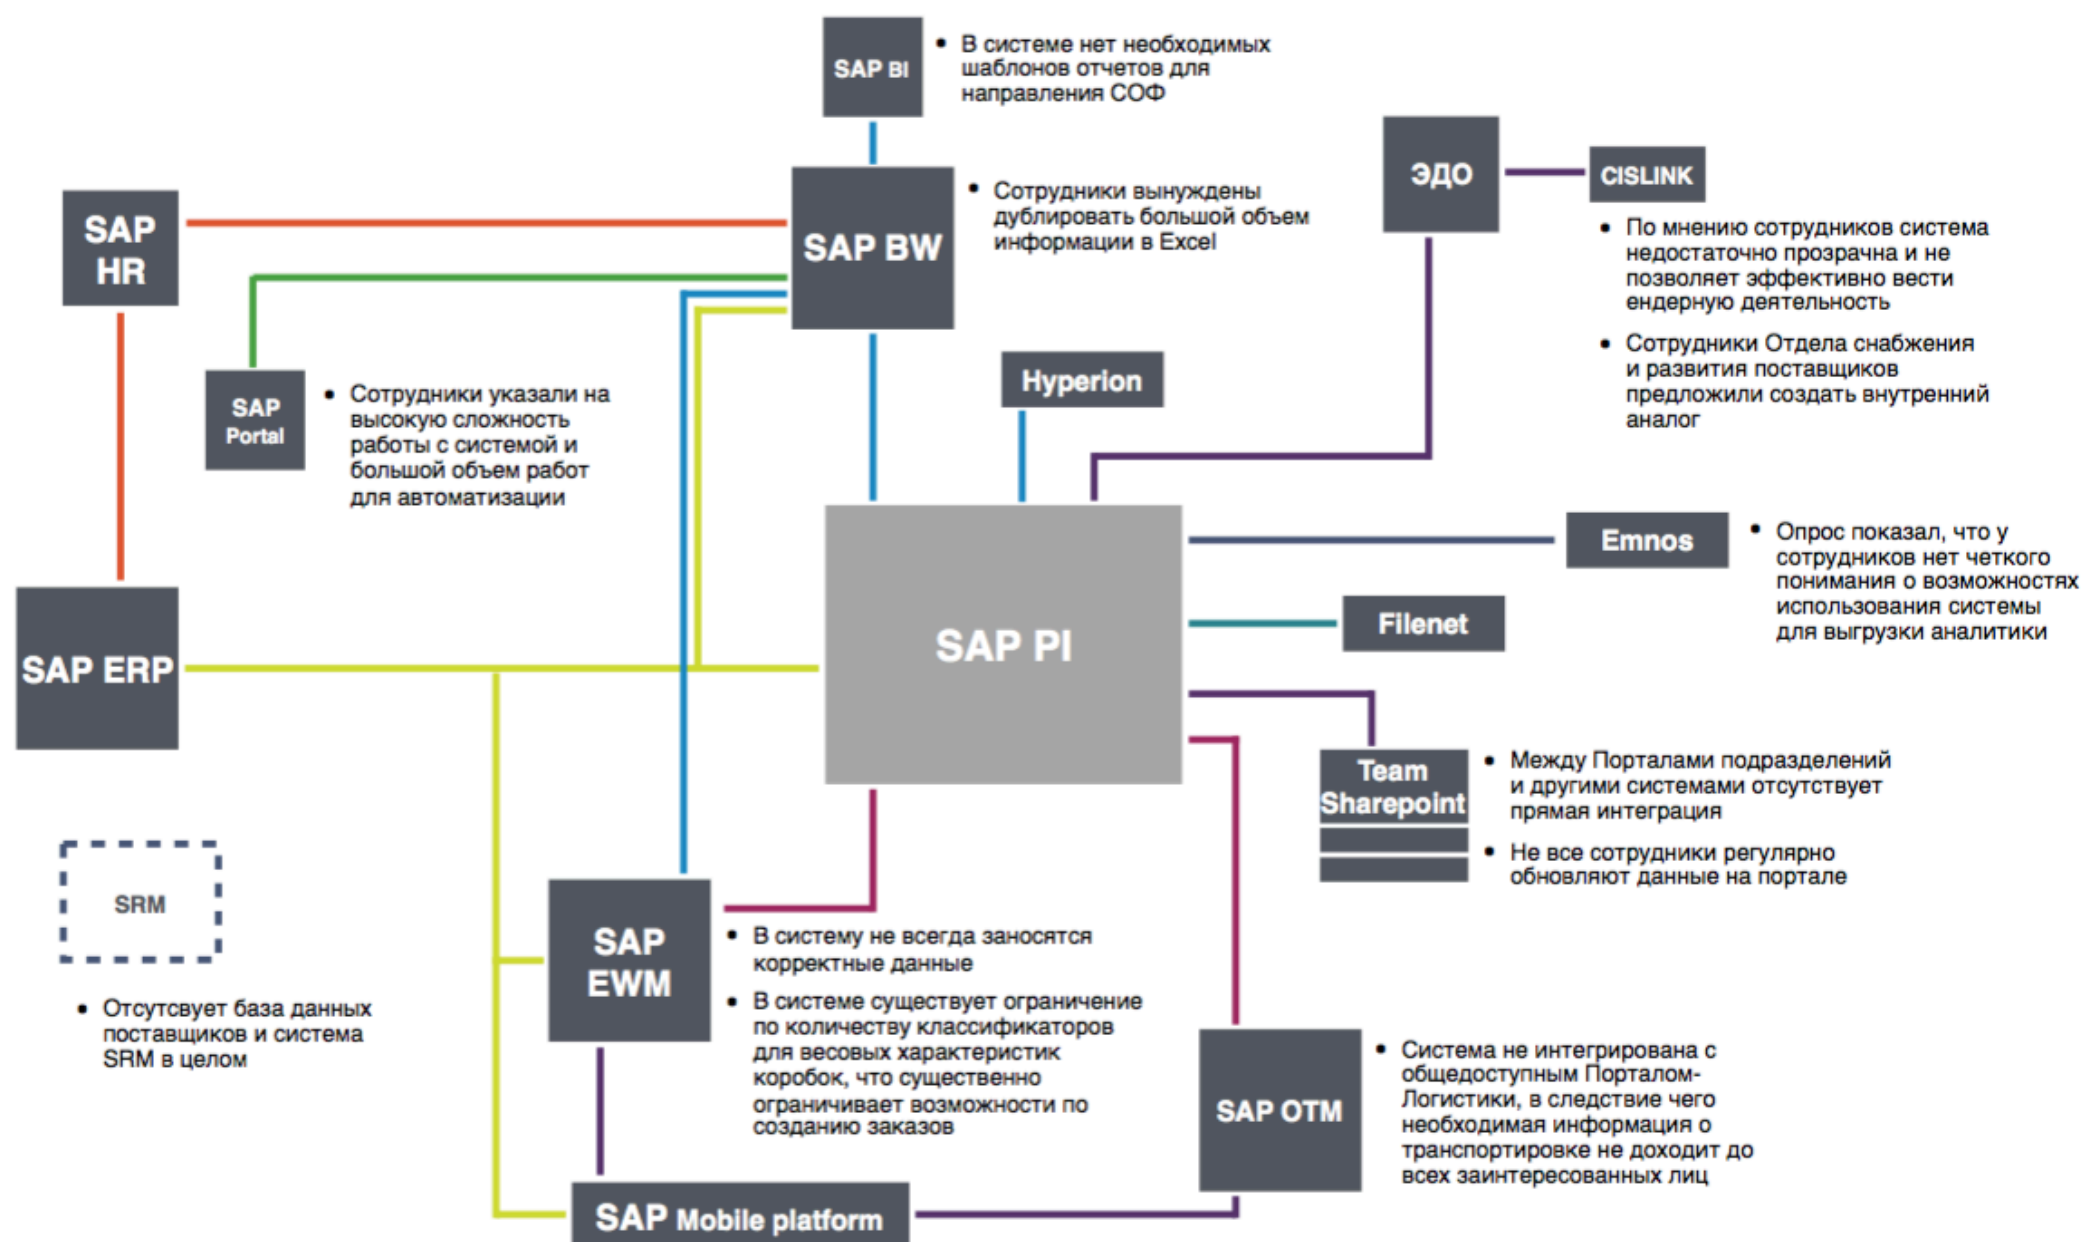 SAP BI
• В системе нет необходимых
шаблонов отчетов для
направления СОФ
SAP BW
• Сотрудники вынуждены
дублировать большой объем
информации в Excel
ЭДО
CISLINK
• По мнению сотрудников система
недостаточно прозрачна и не
позволяет эффективно вести
ендерную деятельность
• Сотрудники Отдела снабжения
и развития поставщиков
предложили создать внутренний
аналог
SAP
HR
SAP
Portal
• Сотрудники указали на
высокую сложность
работы с системой и
большой объем работ
для автоматизации
Hyperion
SAP PI
Emnos
• Опрос показал, что у
сотрудников нет четкого
понимания о возможностях
использования системы
для выгрузки аналитики
Filenet
SAP ERP
Team
Sharepoint
• Между Порталами подразделений
и другими системами отсутствует
прямая интеграция
• Не все сотрудники регулярно
обновляют данные на портале
SRM
• Отсутсвует база данных
поставщиков и система
SRM в целом
SAP
EWM
• В систему не всегда заносятся
корректные данные
• В системе существует ограничение
по количеству классификаторов
для весовых характеристик
коробок, что существенно
ограничивает возможности по
созданию заказов
SAP OTM
• Система не интегрирована с
общедоступным Порталом-
Логистики, в следствие чего
необходимая информация о
транспортировке не доходит до
всех заинтересованных лиц
SAP Mobile platform